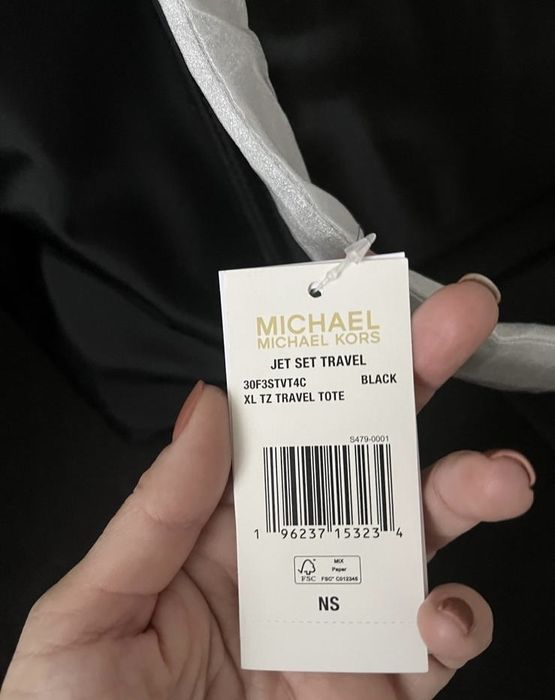 MICHAEL
MICHAEL KORS
JET SET TRAVEL
30F3STVT4C BLACK
XL TZ TRAVEL TOTE
S479-0001
1 96237 15323 4
FSC
MIX
Paper
FSC® C012345
NS